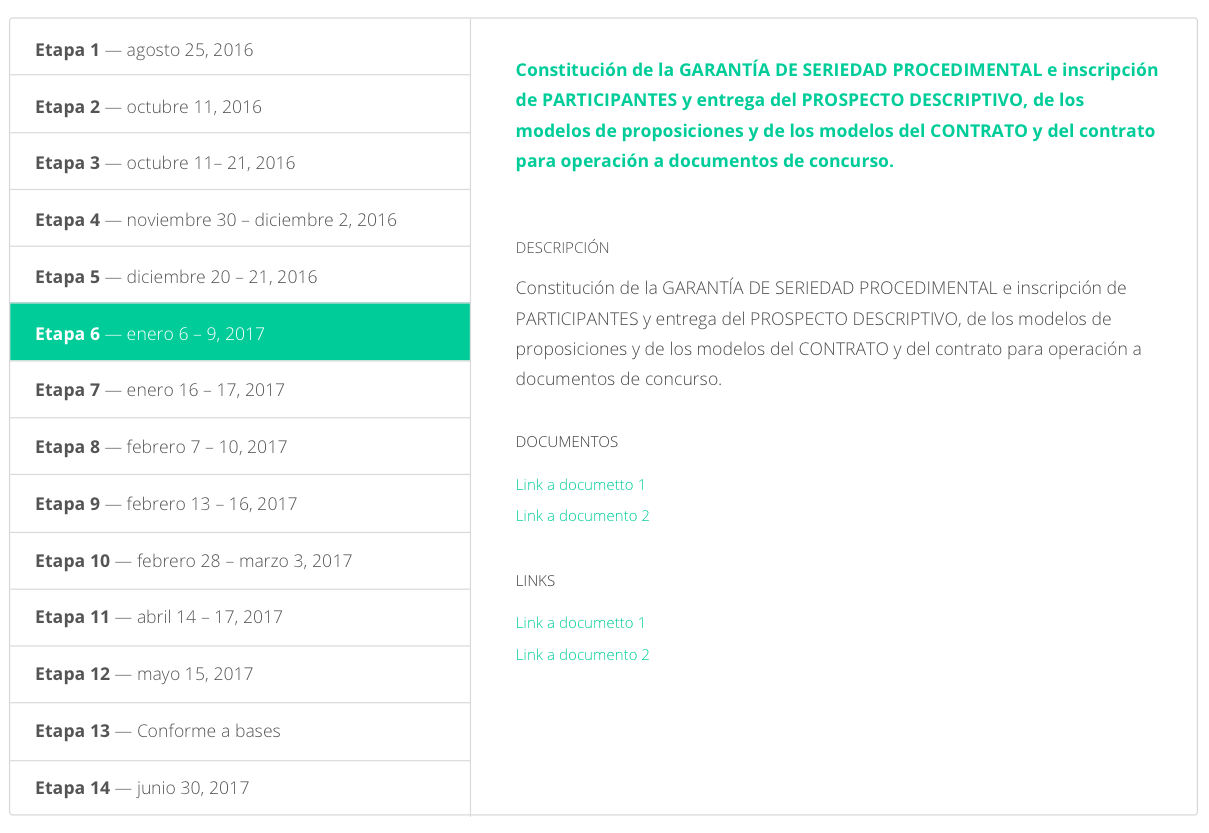 Etapa 1 — agosto 25, 2016
Etapa 2 — octubre 11, 2016
Etapa 3 — octubre 11– 21, 2016
Etapa 4 — noviembre 30 – diciembre 2, 2016
Etapa 5 — diciembre 20 – 21, 2016
Etapa 6 — enero 6 – 9, 2017
Etapa 7 — enero 16 – 17, 2017
Etapa 8 — febrero 7 – 10, 2017
Etapa 9 — febrero 13 – 16, 2017
Etapa 10 — febrero 28 – marzo 3, 2017
Etapa 11 — abril 14 – 17, 2017
Etapa 12 — mayo 15, 2017
Etapa 13 — Conforme a bases
Etapa 14 — junio 30, 2017
Constitución de la GARANTÍA DE SERIEDAD PROCEDIMENTAL e inscripción
de PARTICIPANTES y entrega del PROSPECTO DESCRIPTIVO, de los
modelos de proposiciones y de los modelos del CONTRATO y del contrato
para operación a documentos de concurso.
DESCRIPCIÓN
Constitución de la GARANTÍA DE SERIEDAD PROCEDIMENTAL e inscripción de
PARTICIPANTES y entrega del PROSPECTO DESCRIPTIVO, de los modelos de
proposiciones y de los modelos del CONTRATO y del contrato para operación a
documentos de concurso.
DOCUMENTOS
Link a documetto 1
Link a documento 2
LINKS
Link a documetto 1
Link a documento 2